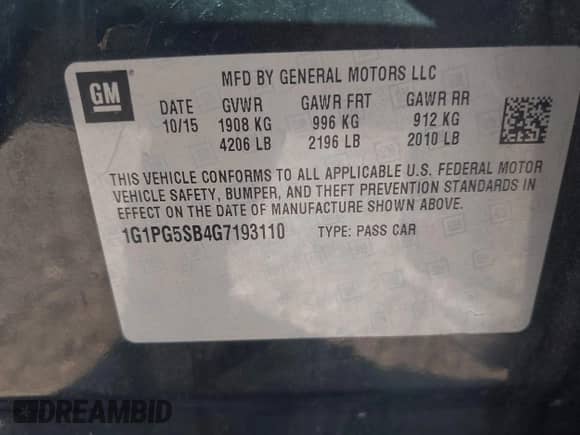 GM
MFD BY GENERAL MOTORS LLC
DATE GVWR GAWR FRT GAWR RR
10/15 1908 KG 996 KG 912 KG
4206 LB 2196 LB 2010 LB
THIS VEHICLE CONFORMS TO ALL APPLICABLE U.S. FEDERAL MOTOR
VEHICLE SAFETY, BUMPER, AND THEFT PREVENTION STANDARDS IN
EFFECT ON THE DATE OF MANUFACTURE SHOWN ABOVE.
1G1PG5SB4G7193110 TYPE: PASS CAR
DREAMBID